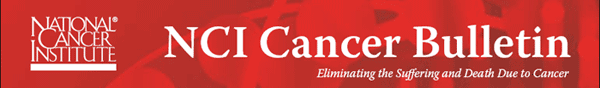 NATIONAL®
CANCER
INSTITUTE
NCI Cancer Bulletin
Eliminating the Suffering and Death Due to Cancer